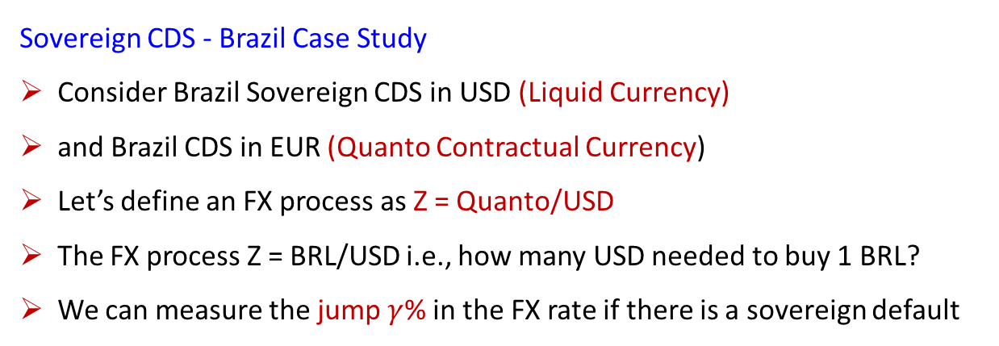 Sovereign CDS - Brazil Case Study
➢ Consider Brazil Sovereign CDS in USD (Liquid Currency)
➢ and Brazil CDS in EUR (Quanto Contractual Currency)
➢ Let’s define an FX process as Z = Quanto/USD
➢ The FX process Z = BRL/USD i.e., how many USD needed to buy 1 BRL?
➢ We can measure the jump γ% in the FX rate if there is a sovereign default